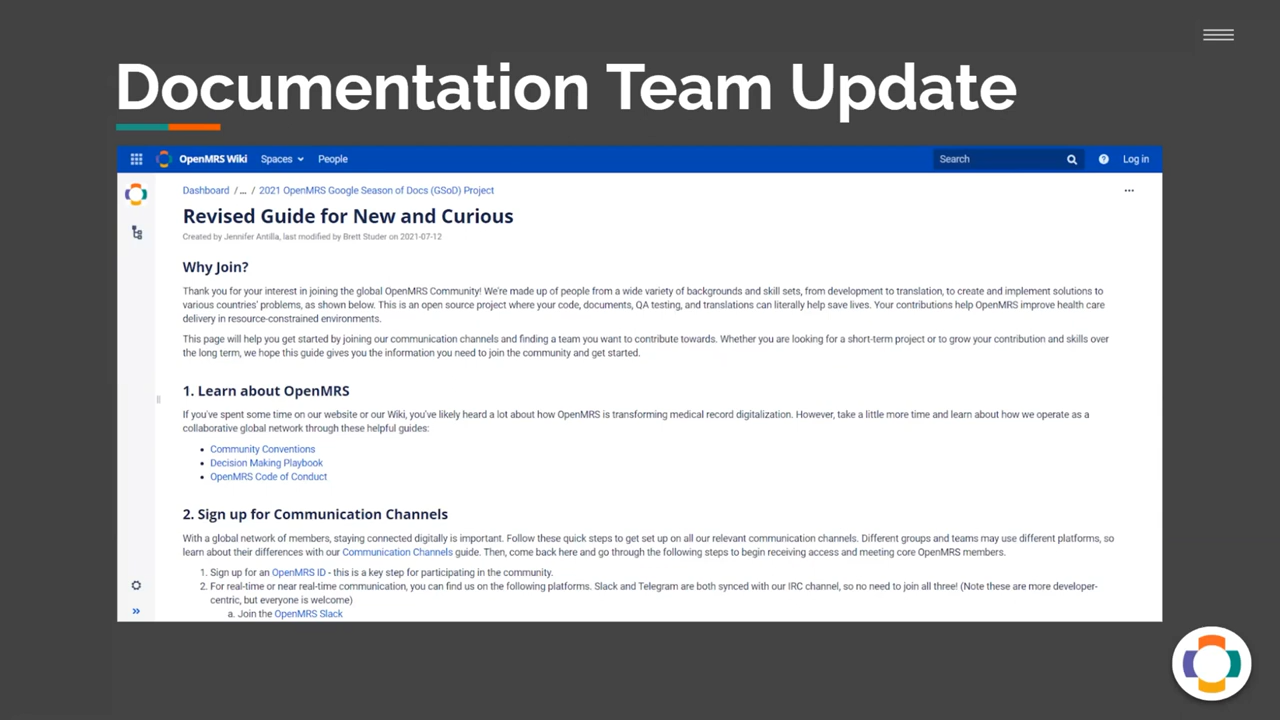 Documentation Team Update
OpenMRS Wiki Spaces People Search Log in
Dashboard /... / 2021 OpenMRS Google Season of Docs (GSoD) Project
Revised Guide for New and Curious
Created by Jennifer Antilla, last modified by Brett Studer on 2021-07-12
Why Join?
Thank you for your interest in joining the global OpenMRS Community! We're made up of people from a wide variety of backgrounds and skill sets, from development to translation, to create and implement solutions to
various countries' problems, as shown below. This is an open source project where your code, documents, QA testing, and translations can literally help save lives. Your contributions help OpenMRS improve health care
delivery in resource-constrained environments.
This page will help you get started by joining our communication channels and finding a team you want to contribute towards. Whether you are looking for a short-term project or to grow your contribution and skills over
the long term, we hope this guide gives you the information you need to join the community and get started.
1. Learn about OpenMRS
If you've spent some time on our website or our Wiki, you've likely heard a lot about how OpenMRS is transforming medical record digitalization. However, take a little more time and learn about how we operate as a
collaborative global network through these helpful guides:
• Community Conventions
• Decision Making Playbook
• OpenMRS Code of Conduct
2. Sign up for Communication Channels
With a global network of members, staying connected digitally is important. Follow these quick steps to get set up on all our relevant communication channels. Different groups and teams may use different platforms, so
learn about their differences with our Communication Channels guide. Then, come back here and go through the following steps to begin receiving access and meeting core OpenMRS members.
1. Sign up for an OpenMRS ID - this is a key step for participating in the community.
2. For real-time or near real-time communication, you can find us on the following platforms. Slack and Telegram are both synced with our IRC channel, so no need to join all three! (Note these are more developer-
centric, but everyone is welcome)
a. Join the OpenMRS Slack